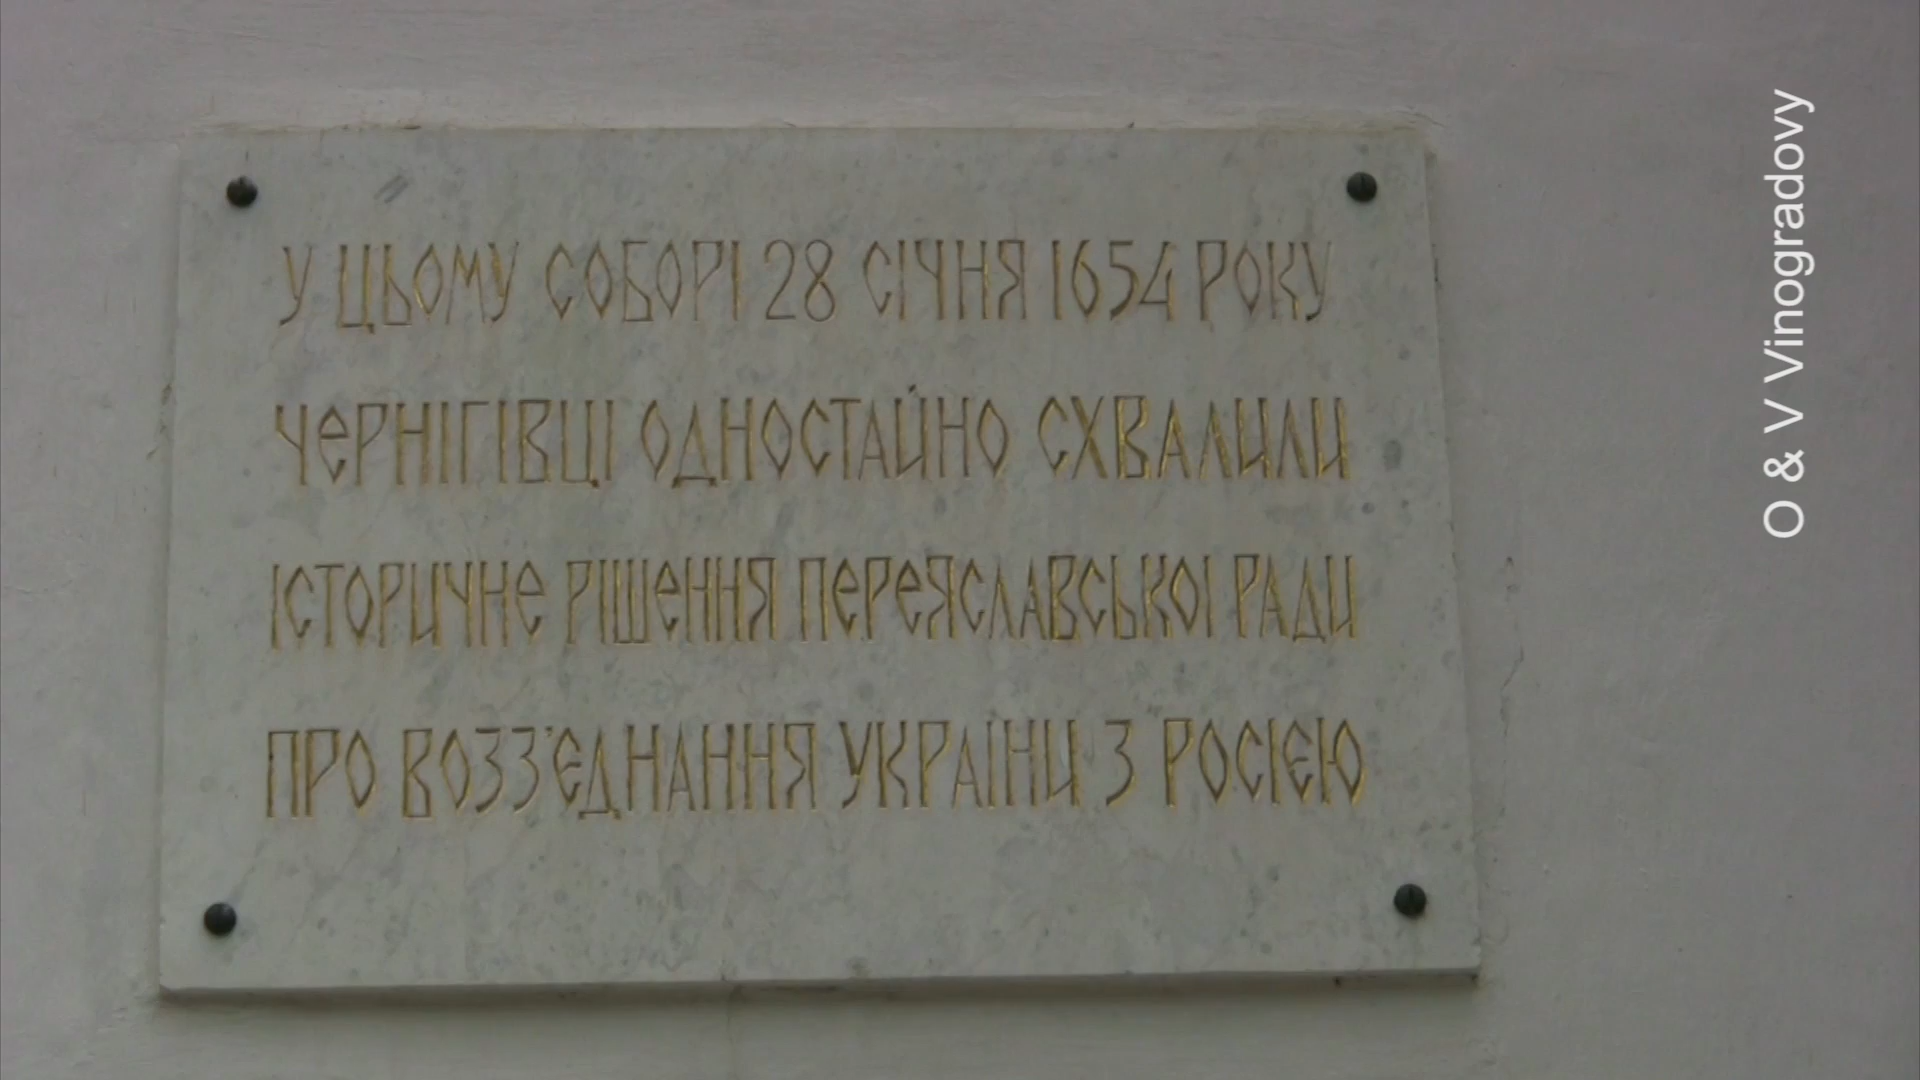 У ЦЬОМУ СОБОРІ 28 СІЧНЯ 1654 РОКУ
ЧЕРНІГІВЦІ ОДНОСТАЙНО СХВАЛИЛИ
ІСТОРИЧНЕ РІШЕННЯ ПЕРЕЯСЛАВСЬКОЇ РАДИ
ПРО ВОЗЗ'ЄДНАННЯ УКРАЇНИ З РОСІЄЮ
O & V Vinogradovy